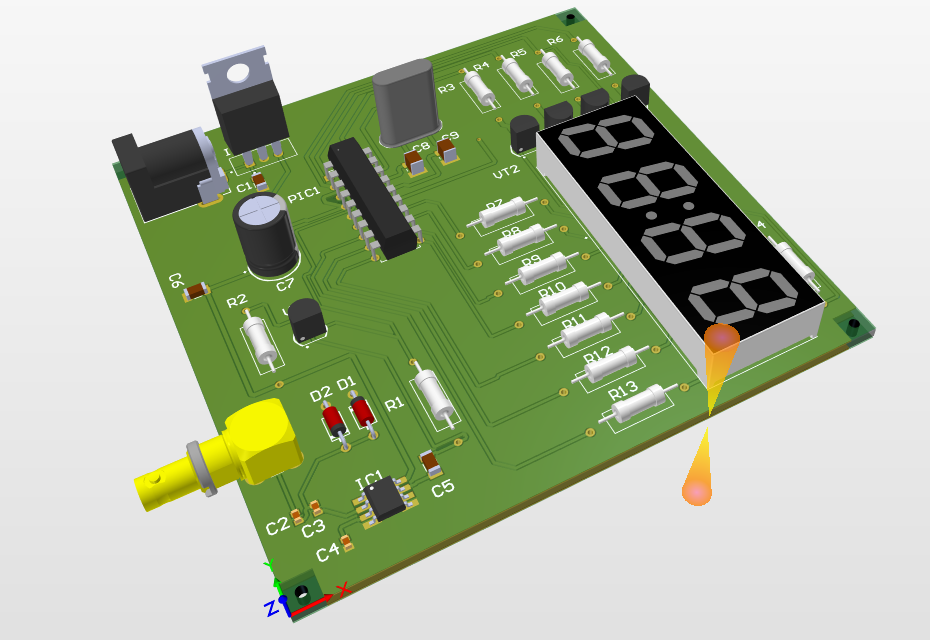 R6
R5
R4
R3
C9
C8
VT2
C1
PIC1
R7
R8
R9
R10
R11
R12
R13
C6
C7
R2
D2 D1
R1
IC1
C5
C2
C3
C4
Y
X
Z